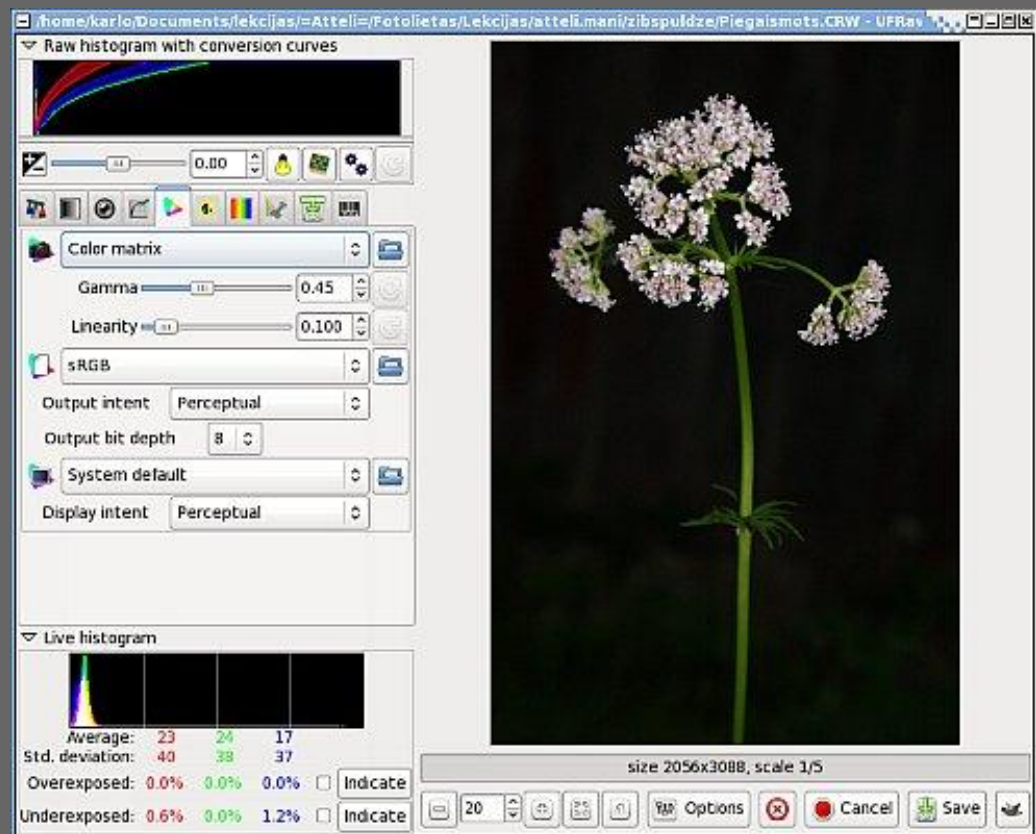 /home/karlo/Documents/lekcijas/=Atteli=/Fotolietas/Lekcijas/atteli.mani/zibspuldze/Piegaismots.CRW - UFRaw
Raw histogram with conversion curves
0.00
Color matrix
Gamma 0.45
Linearity 0.100
sRGB
Output intent Perceptual
Output bit depth 8
System default
Display intent Perceptual
Live histogram
Average: 23 24 17
Std. deviation: 40 38 37
Overexposed: 0.0% 0.0% 0.0% Indicate
Underexposed: 0.6% 0.0% 1.2% Indicate
size 2056x3088, scale 1/5
20 Options Cancel Save